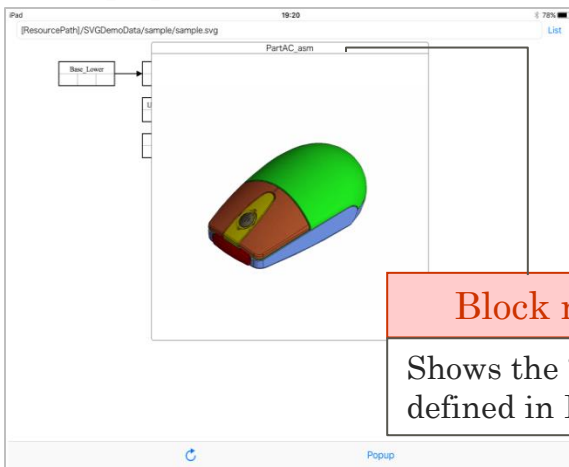 iPad 19:20 78%
[ResourcePath]/SVGDemoData/sample/sample.svg List
PartAC_asm
Base_Lower
Block
Shows the
defined in
Popup